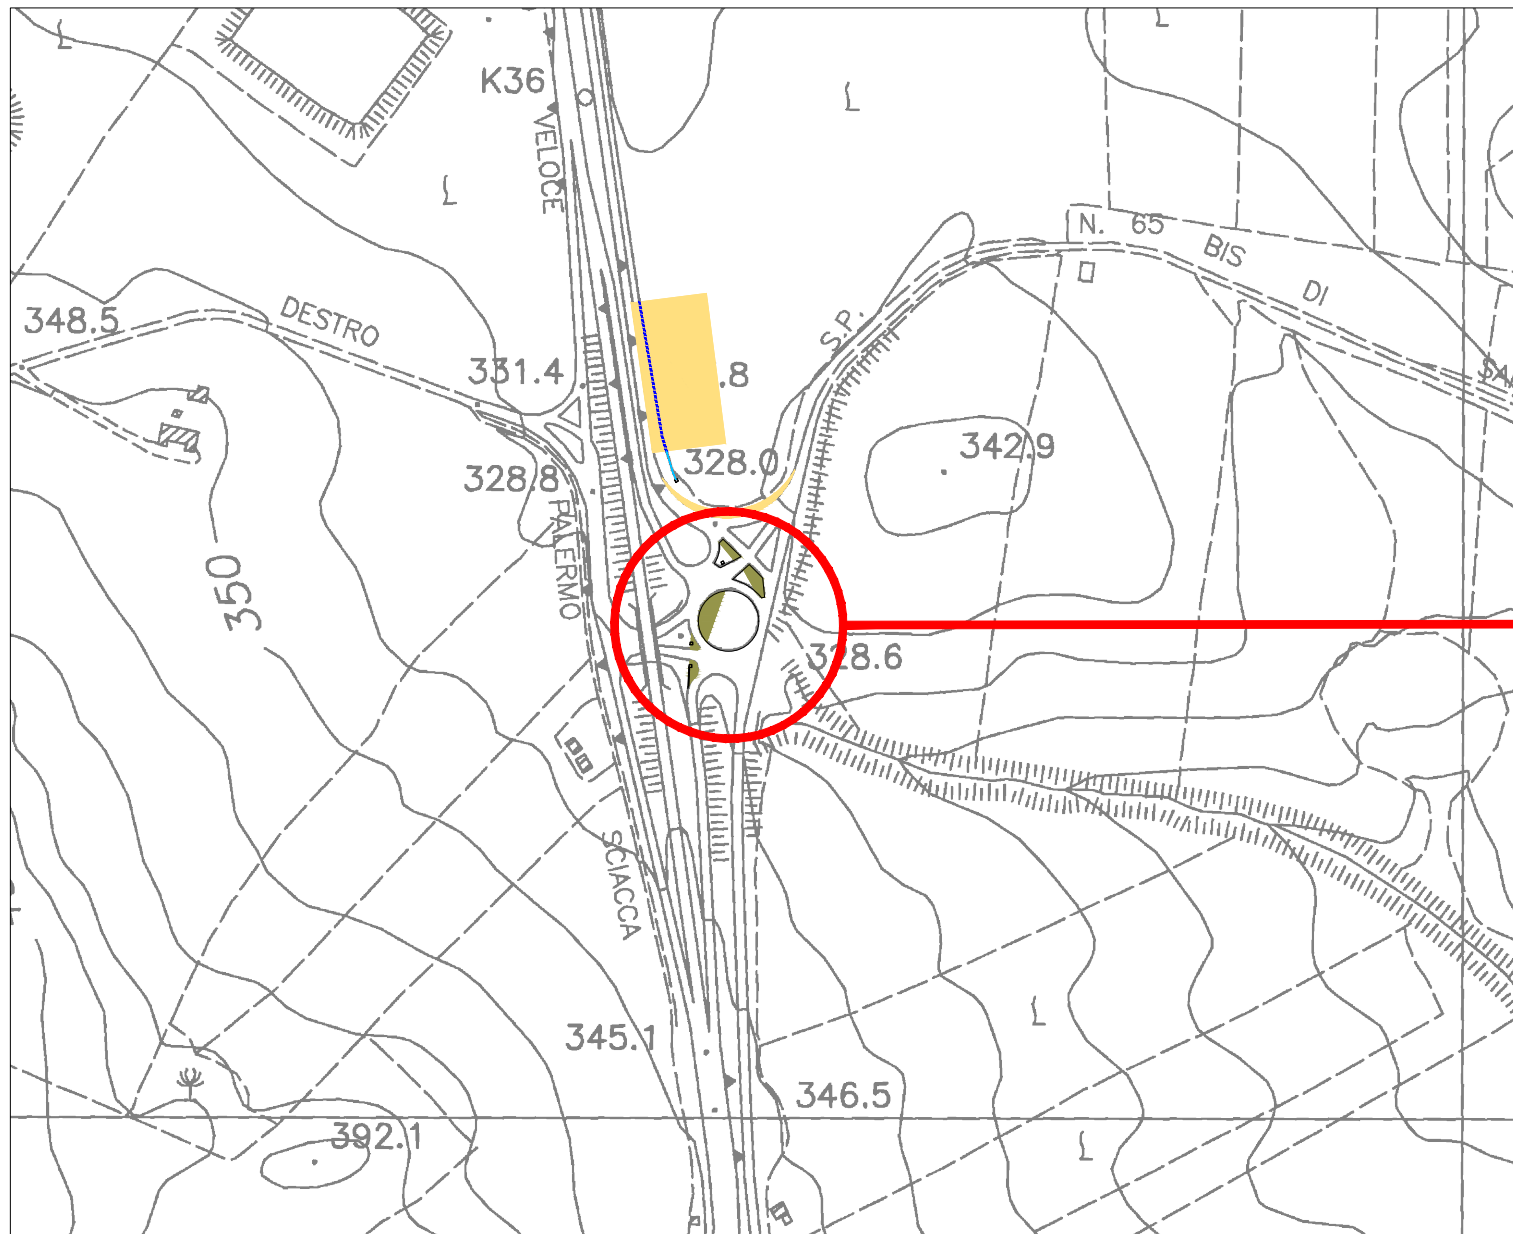 K36
VELOCE
N. 65
BIS
DI
S.P.
348.5
DESTRO
331.4
.8
328.0
342.9
328.8
PALERMO
350
328.6
SCIACCA
345.1
346.5
392.1